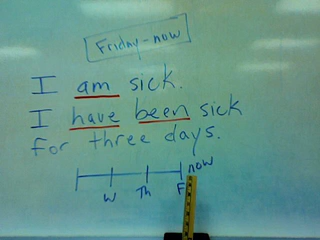 Friday-now
I am sick.
I have been sick
for three days.
now
W Th F